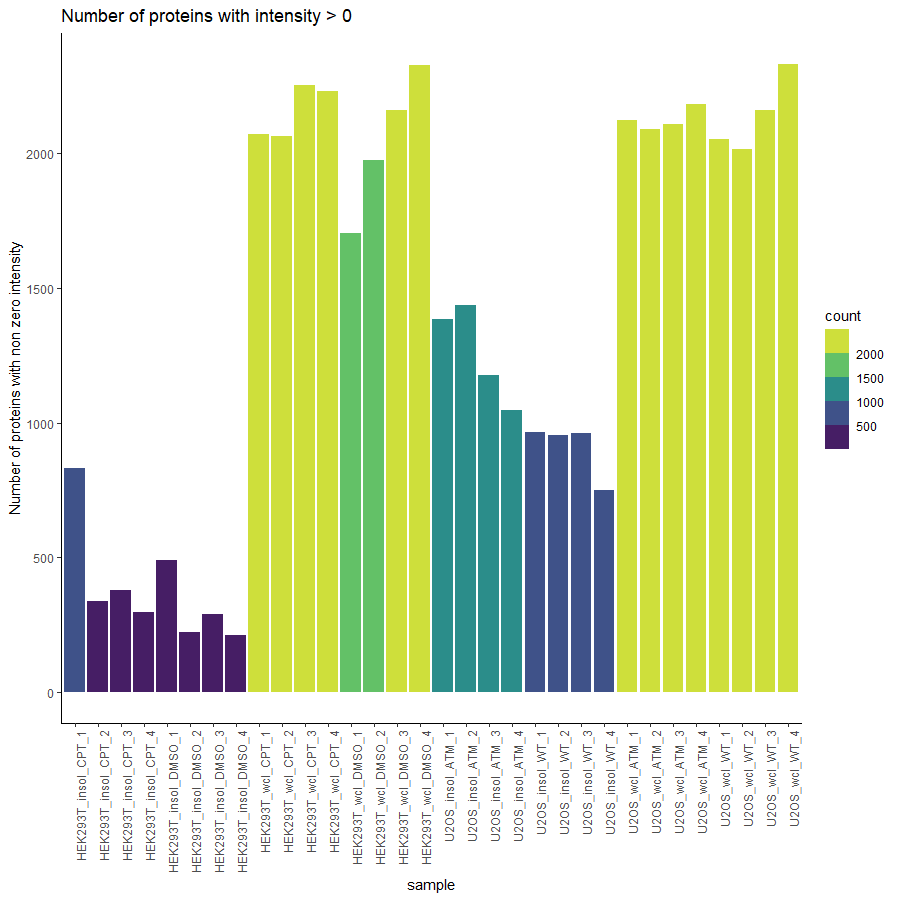 Number of proteins with intensity > 0
Number of proteins with non zero intensity
2000
1500
1000
500
0
HEK293T_insol_CPT_1
HEK293T_insol_CPT_2
HEK293T_insol_CPT_3
HEK293T_insol_CPT_4
HEK293T_insol_DMSO_1
HEK293T_insol_DMSO_2
HEK293T_insol_DMSO_3
HEK293T_insol_DMSO_4
HEK293T_wcl_CPT_1
HEK293T_wcl_CPT_2
HEK293T_wcl_CPT_3
HEK293T_wcl_CPT_4
HEK293T_wcl_DMSO_1
HEK293T_wcl_DMSO_2
HEK293T_wcl_DMSO_3
HEK293T_wcl_DMSO_4
U2OS_insol_ATM_1
U2OS_insol_ATM_2
U2OS_insol_ATM_3
U2OS_insol_ATM_4
U2OS_insol_WT_1
U2OS_insol_WT_2
U2OS_insol_WT_3
U2OS_insol_WT_4
U2OS_wcl_ATM_1
U2OS_wcl_ATM_2
U2OS_wcl_ATM_3
U2OS_wcl_ATM_4
U2OS_wcl_WT_1
U2OS_wcl_WT_2
U2OS_wcl_WT_3
U2OS_wcl_WT_4
sample
count
2000
1500
1000
500